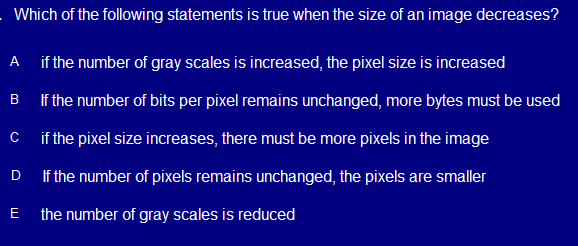 . Which of the following statements is true when the size of an image decreases?
A if the number of gray scales is increased, the pixel size is increased
B If the number of bits per pixel remains unchanged, more bytes must be used
C if the pixel size increases, there must be more pixels in the image
D If the number of pixels remains unchanged, the pixels are smaller
E the number of gray scales is reduced